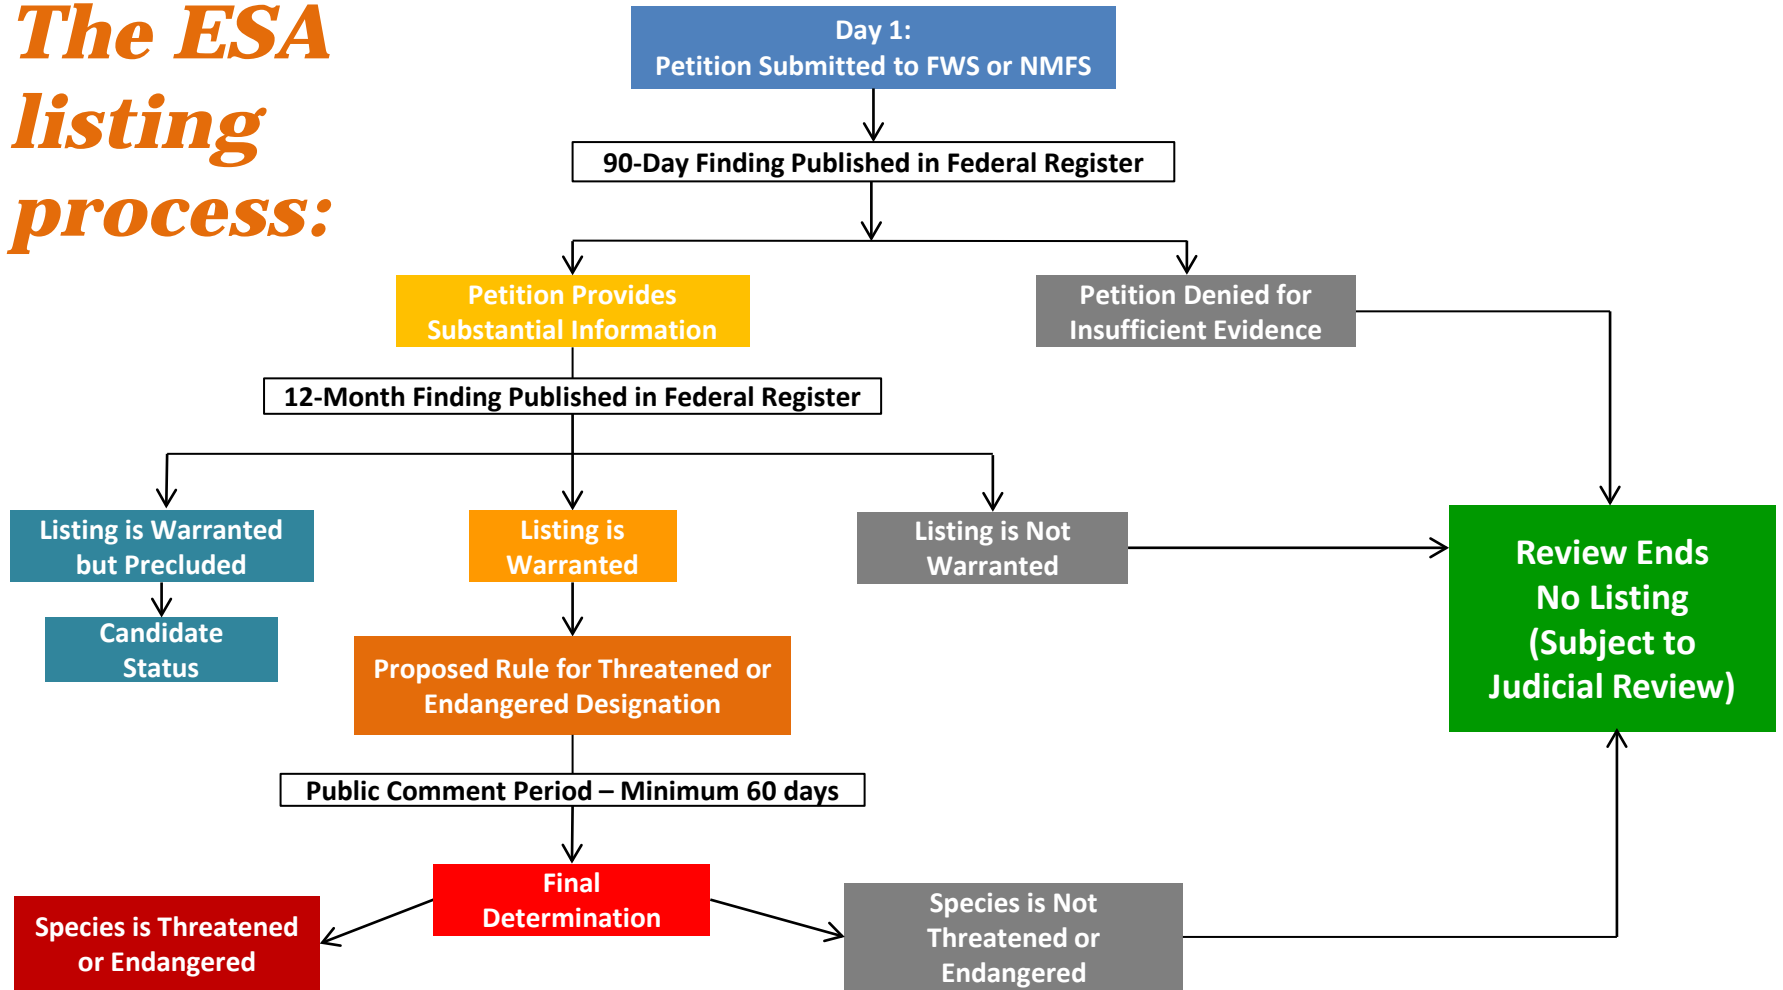 The ESA
listing
process:
Day 1:
Petition Submitted to FWS or NMFS
90-Day Finding Published in Federal Register
Petition Provides
Substantial Information
Petition Denied for
Insufficient Evidence
12-Month Finding Published in Federal Register
Listing is Warranted
but Precluded
Listing is
Warranted
Listing is Not
Warranted
Review Ends
No Listing
(Subject to
Judicial Review)
Candidate
Status
Proposed Rule for Threatened or
Endangered Designation
Public Comment Period – Minimum 60 days
Final
Determination
Species is Threatened
or Endangered
Species is Not
Threatened or
Endangered